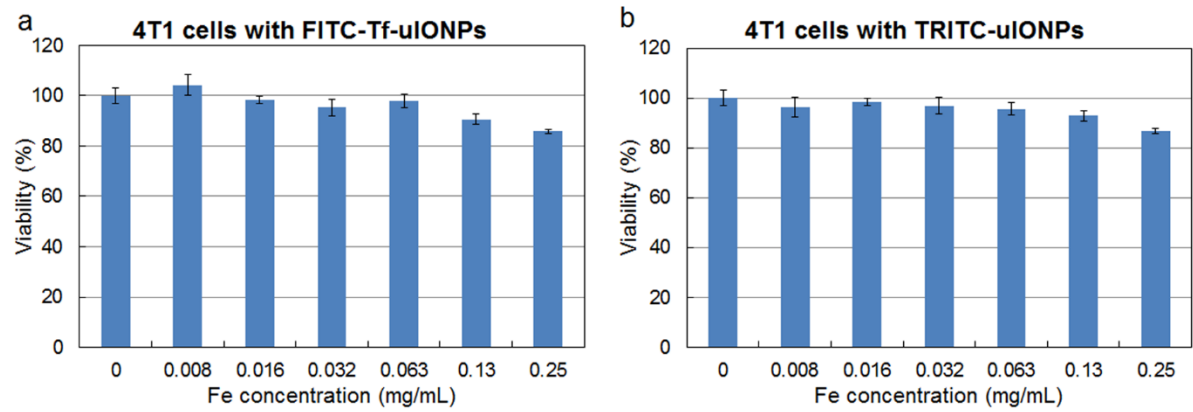 a
4T1 cells with FITC-Tf-uIONPs
120
100
80
60
40
20
0
Viability (%)
0 0.008 0.016 0.032 0.063 0.13 0.25
Fe concentration (mg/mL)
b
4T1 cells with TRITC-uIONPs
120
100
80
60
40
20
0
Viability (%)
0 0.008 0.016 0.032 0.063 0.13 0.25
Fe concentration (mg/mL)